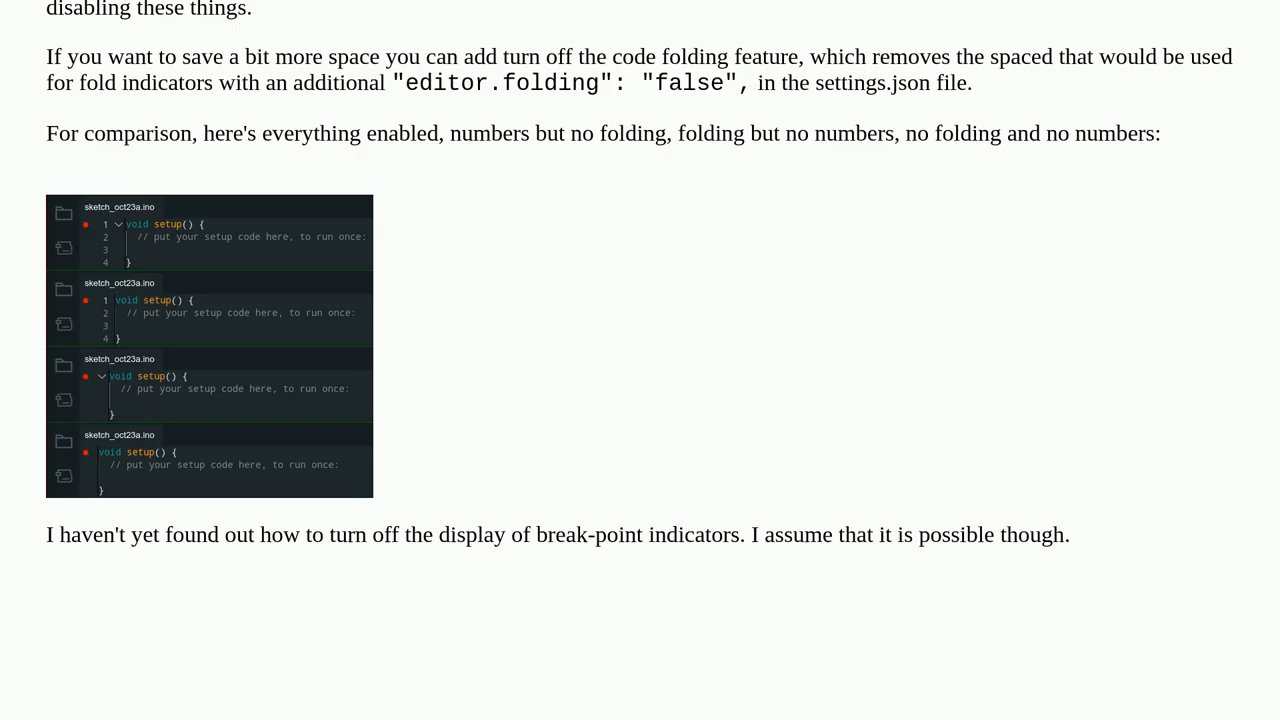 disabling these things.
If you want to save a bit more space you can add turn off the code folding feature, which removes the spaced that would be used
for fold indicators with an additional "editor.folding": "false", in the settings.json file.
For comparison, here's everything enabled, numbers but no folding, folding but no numbers, no folding and no numbers:
sketch_oct23a.ino
1 void setup() {
2 // put your setup code here, to run once:
3
4 }
sketch_oct23a.ino
1 void setup() {
2 // put your setup code here, to run once:
3
4 }
sketch_oct23a.ino
void setup() {
// put your setup code here, to run once:
}
sketch_oct23a.ino
void setup() {
// put your setup code here, to run once:
}
I haven't yet found out how to turn off the display of break-point indicators. I assume that it is possible though.